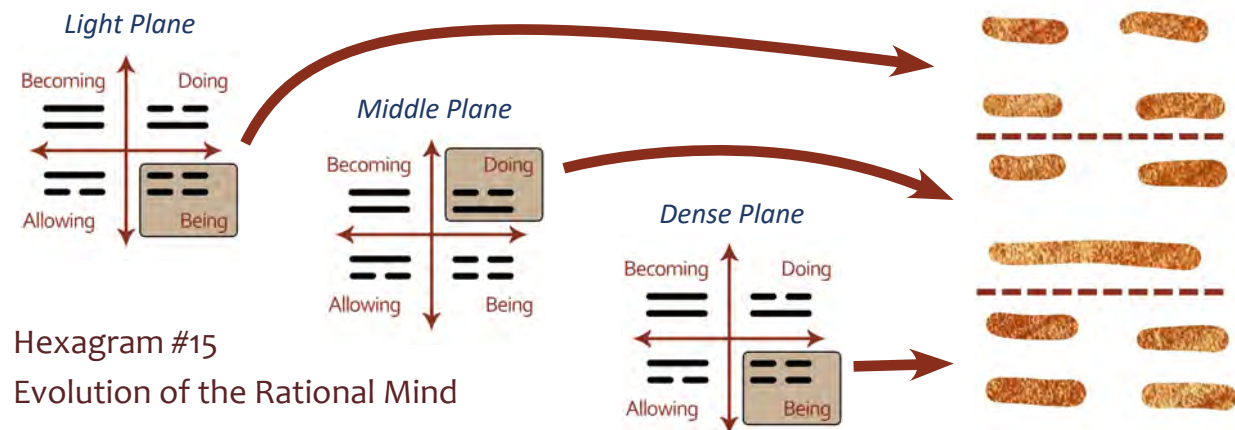 Light Plane
Becoming Doing
Allowing Being
Middle Plane
Becoming Doing
Allowing Being
Dense Plane
Becoming Doing
Allowing Being
Hexagram #15
Evolution of the Rational Mind